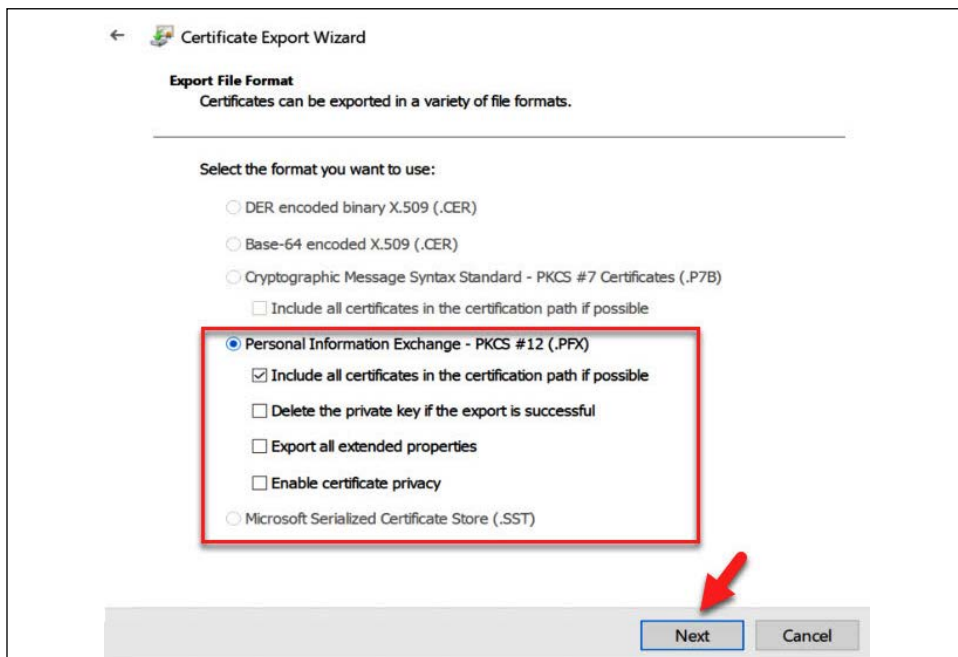 Certificate Export Wizard
Export File Format
Certificates can be exported in a variety of file formats.
Select the format you want to use:
DER encoded binary X.509 (.CER)
Base-64 encoded X.509 (.CER)
Cryptographic Message Syntax Standard - PKCS #7 Certificates (.P7B)
Include all certificates in the certification path if possible
Personal Information Exchange - PKCS #12 (.PFX)
Include all certificates in the certification path if possible
Delete the private key if the export is successful
Export all extended properties
Enable certificate privacy
Microsoft Serialized Certificate Store (.SST)
Next Cancel